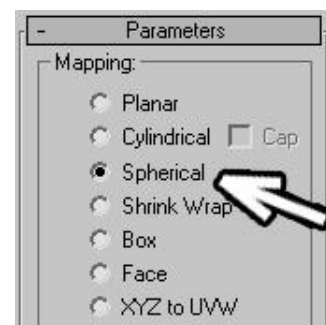 - Parameters
Mapping:
Planar
Cylindrical Cap
Spherical
Shrink Wrap
Box
Face
XYZ to UVW